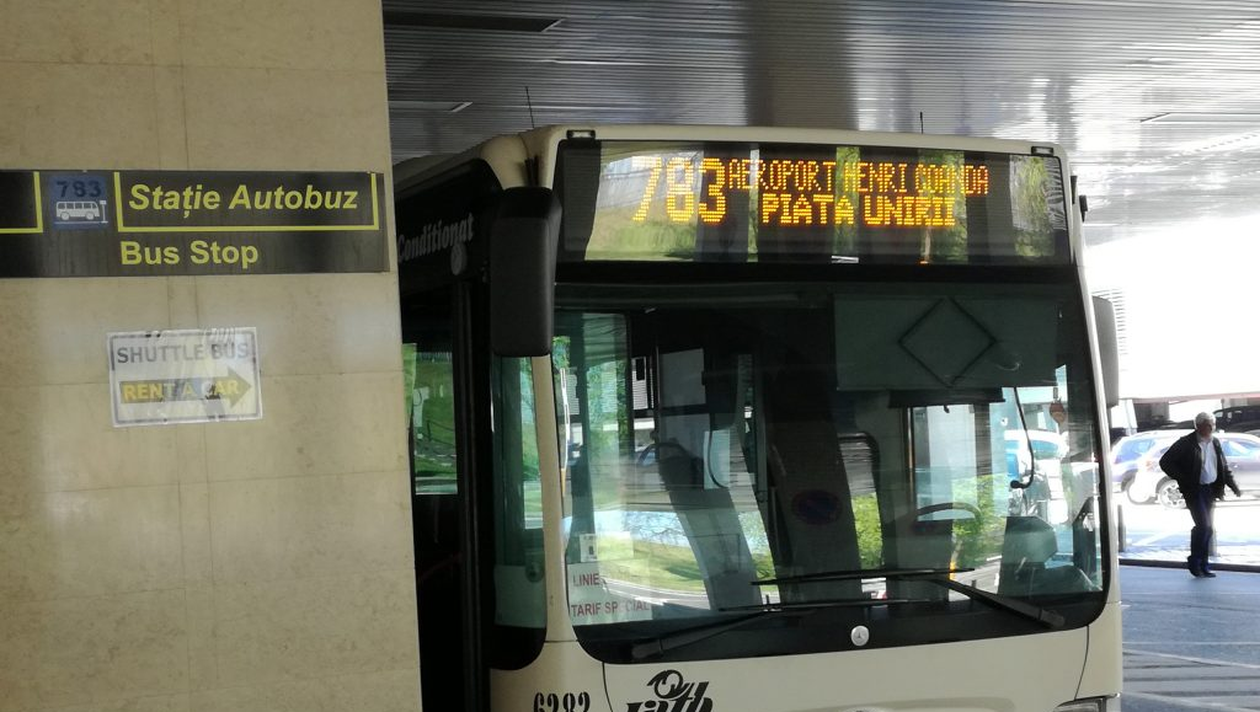 783
Stație Autobuz
Bus Stop
SHUTTLE BUS
RENT A CAR
Conditionat
783
AEROPORT HENRI COANDA
PIATA UNIRII
LINIE
TARIF SPECIAL
6282